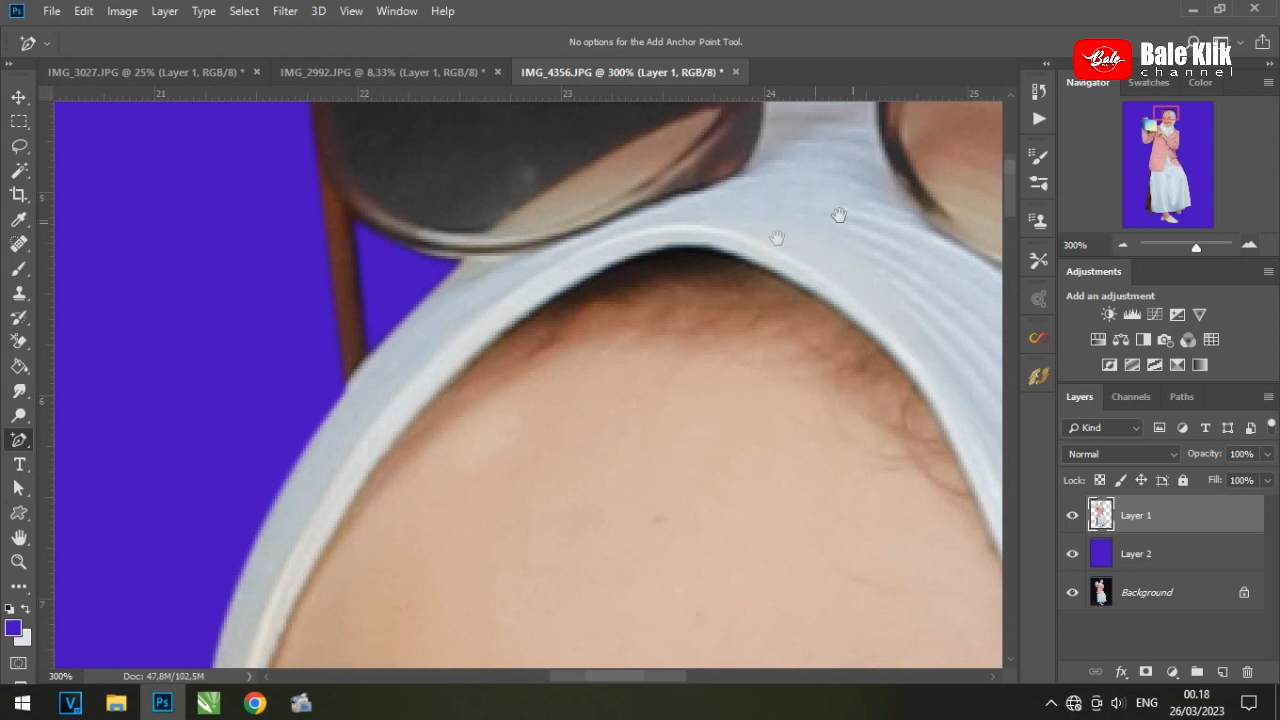 Ps File Edit Image Layer Type Select Filter 3D View Window Help
No options for the Add Anchor Point Tool.
Bale
Bale Klik
channel
IMG_3027.JPG @ 25% (Layer 1, RGB/8) *
IMG_2992.JPG @ 8,33% (Layer 1, RGB/8) *
IMG_4356.JPG @ 300% (Layer 1, RGB/8) *
Navigator Swatches Color
21 22 23 24 25
5
6
7
300%
Adjustments
Add an adjustment
Layers Channels Paths
Kind
Normal Opacity: 100%
Lock: Fill: 100%
Layer 1
Layer 2
Background
300% Doc: 47,8M/102,5M
ENG
00.18
26/03/2023